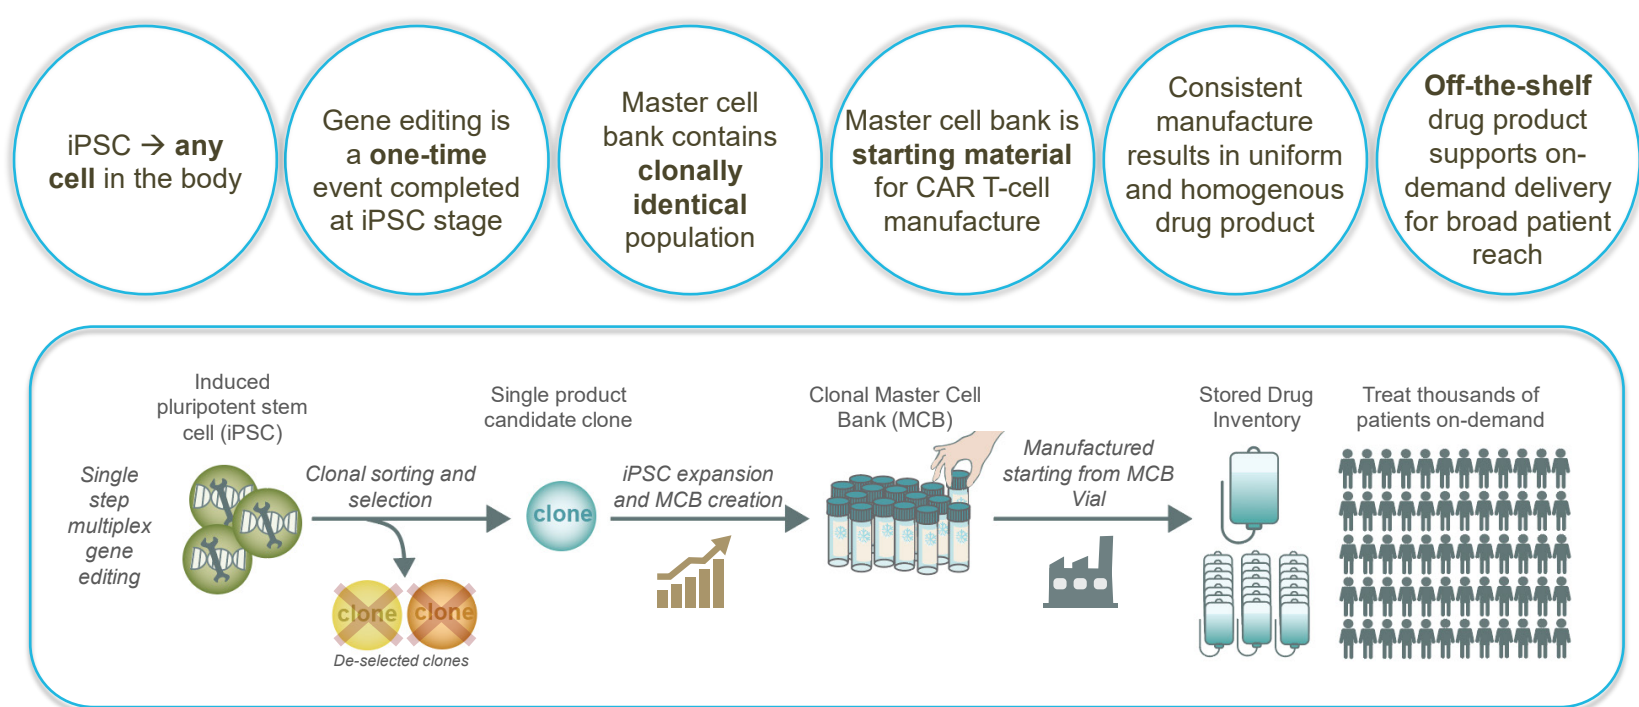 iPSC → any
cell in the body
Gene editing is
a one-time
event completed
at iPSC stage
Master cell
bank contains
clonally
identical
population
Master cell bank is
starting material
for CAR T-cell
manufacture
Consistent
manufacture
results in uniform
and homogenous
drug product
Off-the-shelf
drug product
supports on-
demand delivery
for broad patient
reach
Single
step
multiplex
gene
editing
Induced
pluripotent stem
cell (iPSC)
Clonal sorting and
selection
clone
clone
De-selected clones
Single product
candidate clone
clone
iPSC expansion
and MCB creation
Clonal Master Cell
Bank (MCB)
Manufactured
starting from MCB
Vial
Stored Drug
Inventory
Treat thousands of
patients on-demand